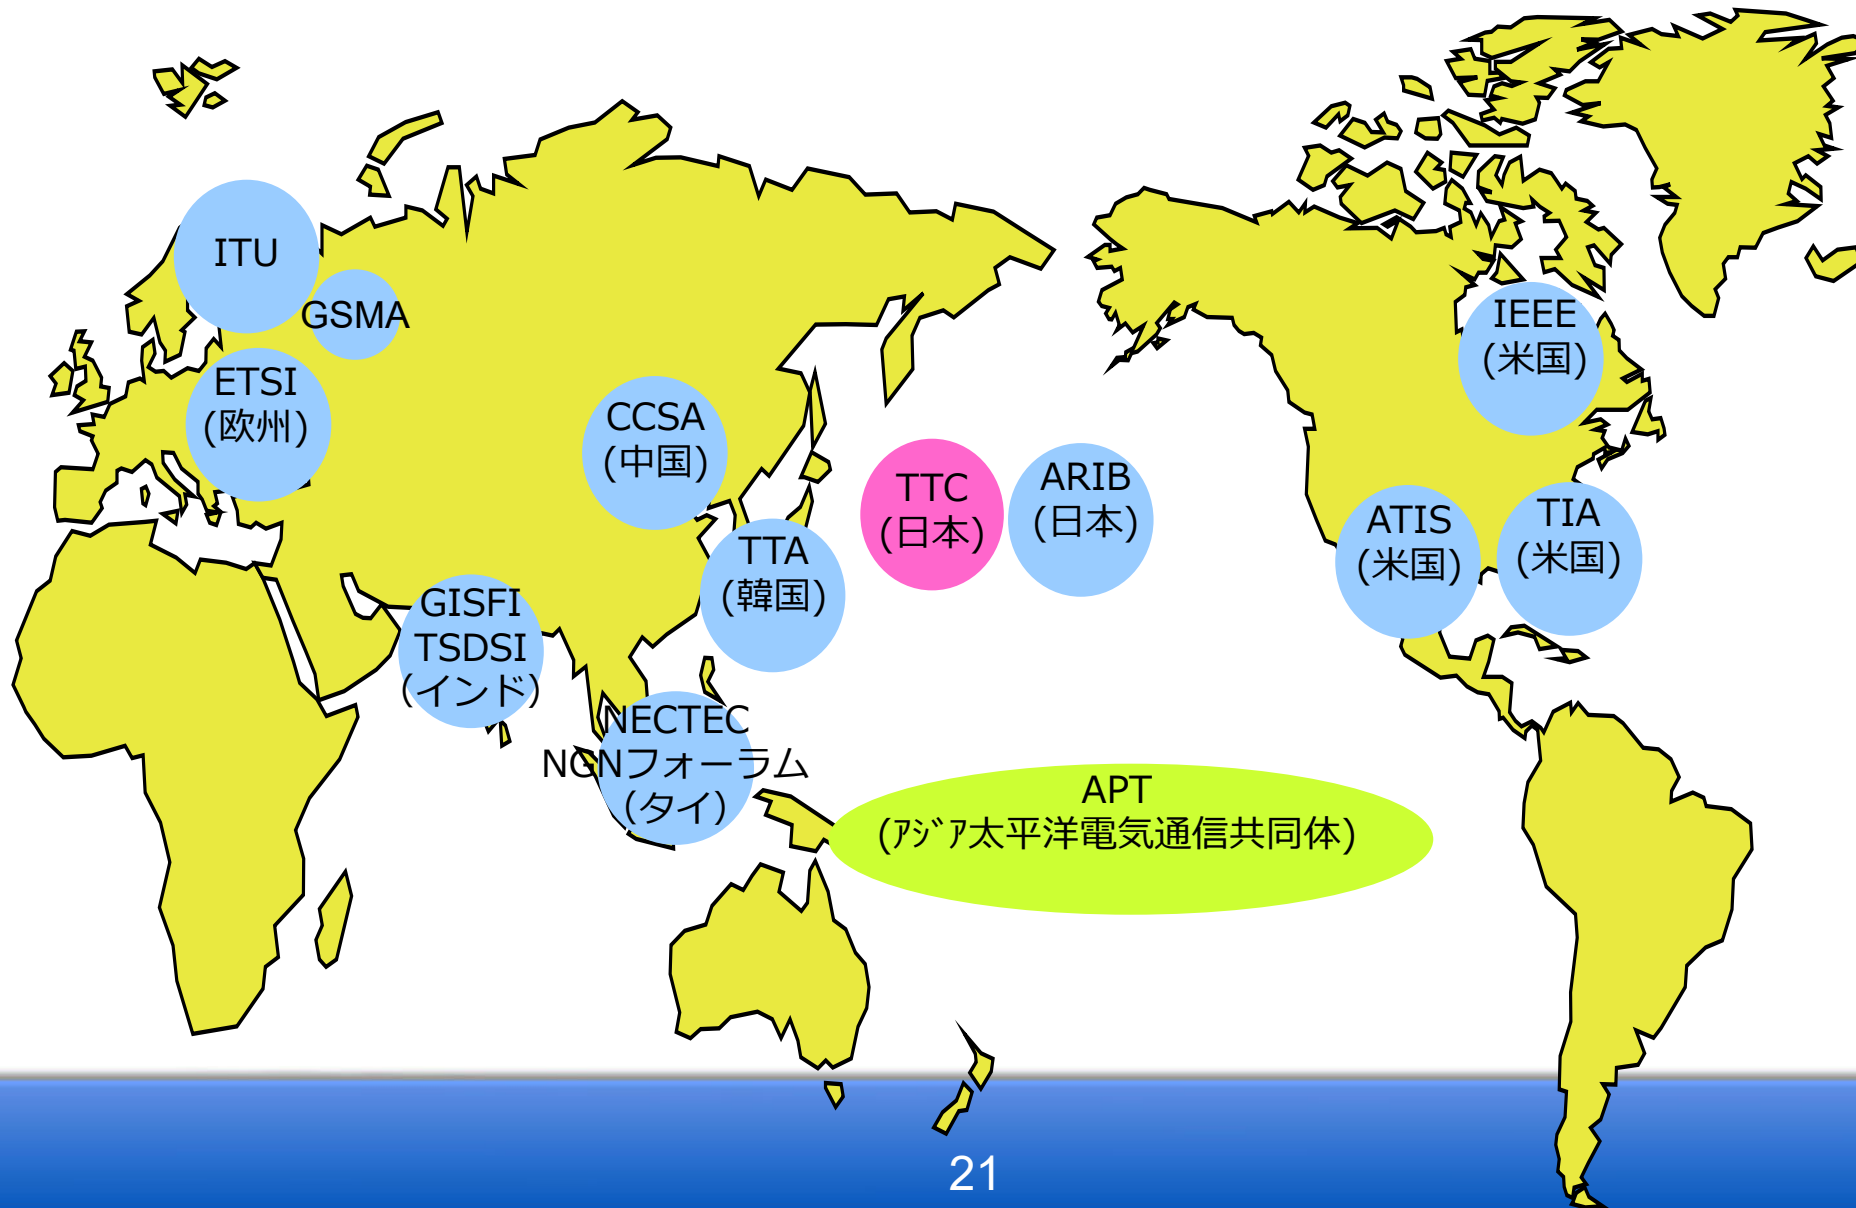 ITU
GSMA
ETSI
(欧州)
CCSA
(中国)
TTA
(韓国)
GISFI
TSDSI
(インド)
NECTEC
NGNフォーラム
(タイ)
TTC
(日本)
ARIB
(日本)
IEEE
(米国)
ATIS
(米国)
TIA
(米国)
APT
(ｱｼﾞｱ太平洋電気通信共同体)
21